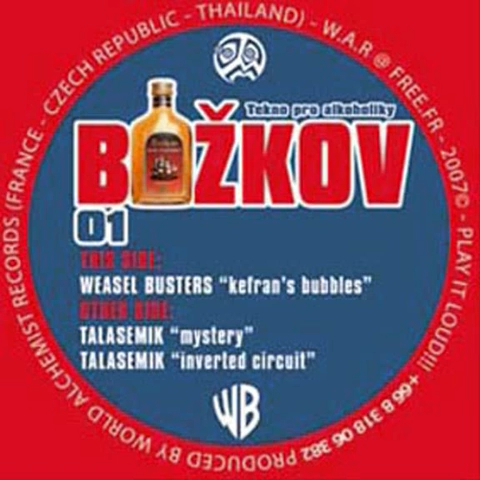 Tekno pro alkoholiky
BOŽKOV
01
THIS SIDE:
WEASEL BUSTERS "kefran's bubbles"
OTHER SIDE:
TALASEMIK "mystery"
TALASEMIK "inverted circuit"
WB
PRODUCED BY WORLD ALCHEMIST RECORDS (FRANCE - CZECH REPUBLIC - THAILAND) - W.A.R @ FREE.FR - 2007© - PLAY IT LOUD!!! +66 8 318 06 382